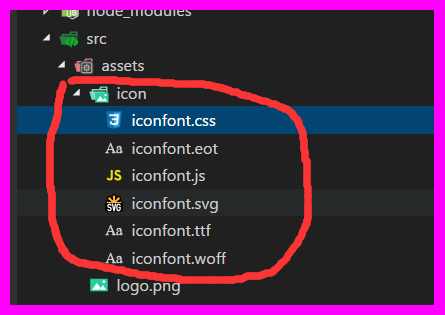 node_modules
src
assets
icon
iconfont.css
Aa iconfont.eot
JS iconfont.js
SVG iconfont.svg
Aa iconfont.ttf
Aa iconfont.woff
logo.png